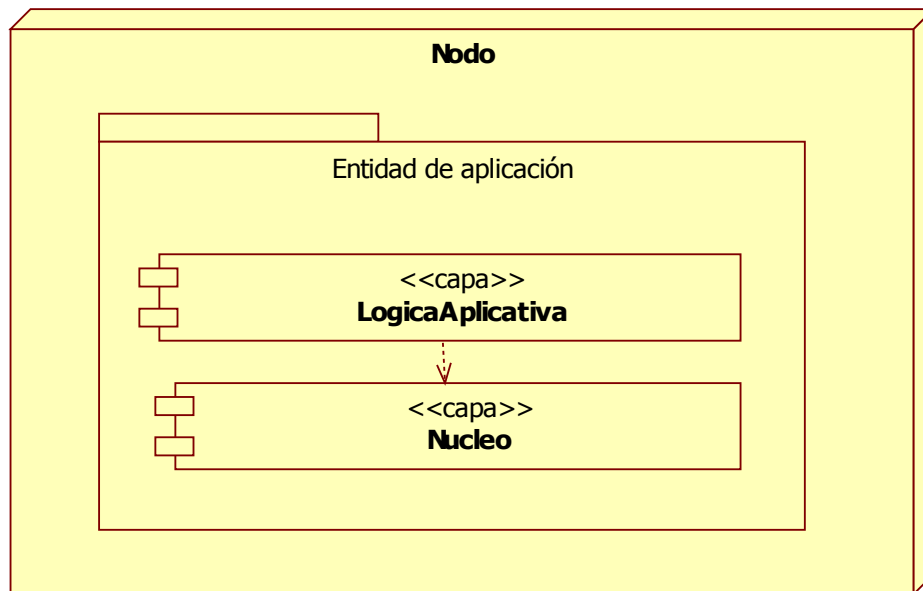 Nodo
Entidad de aplicación
<<capa>>
LogicaAplicativa
<<capa>>
Nucleo